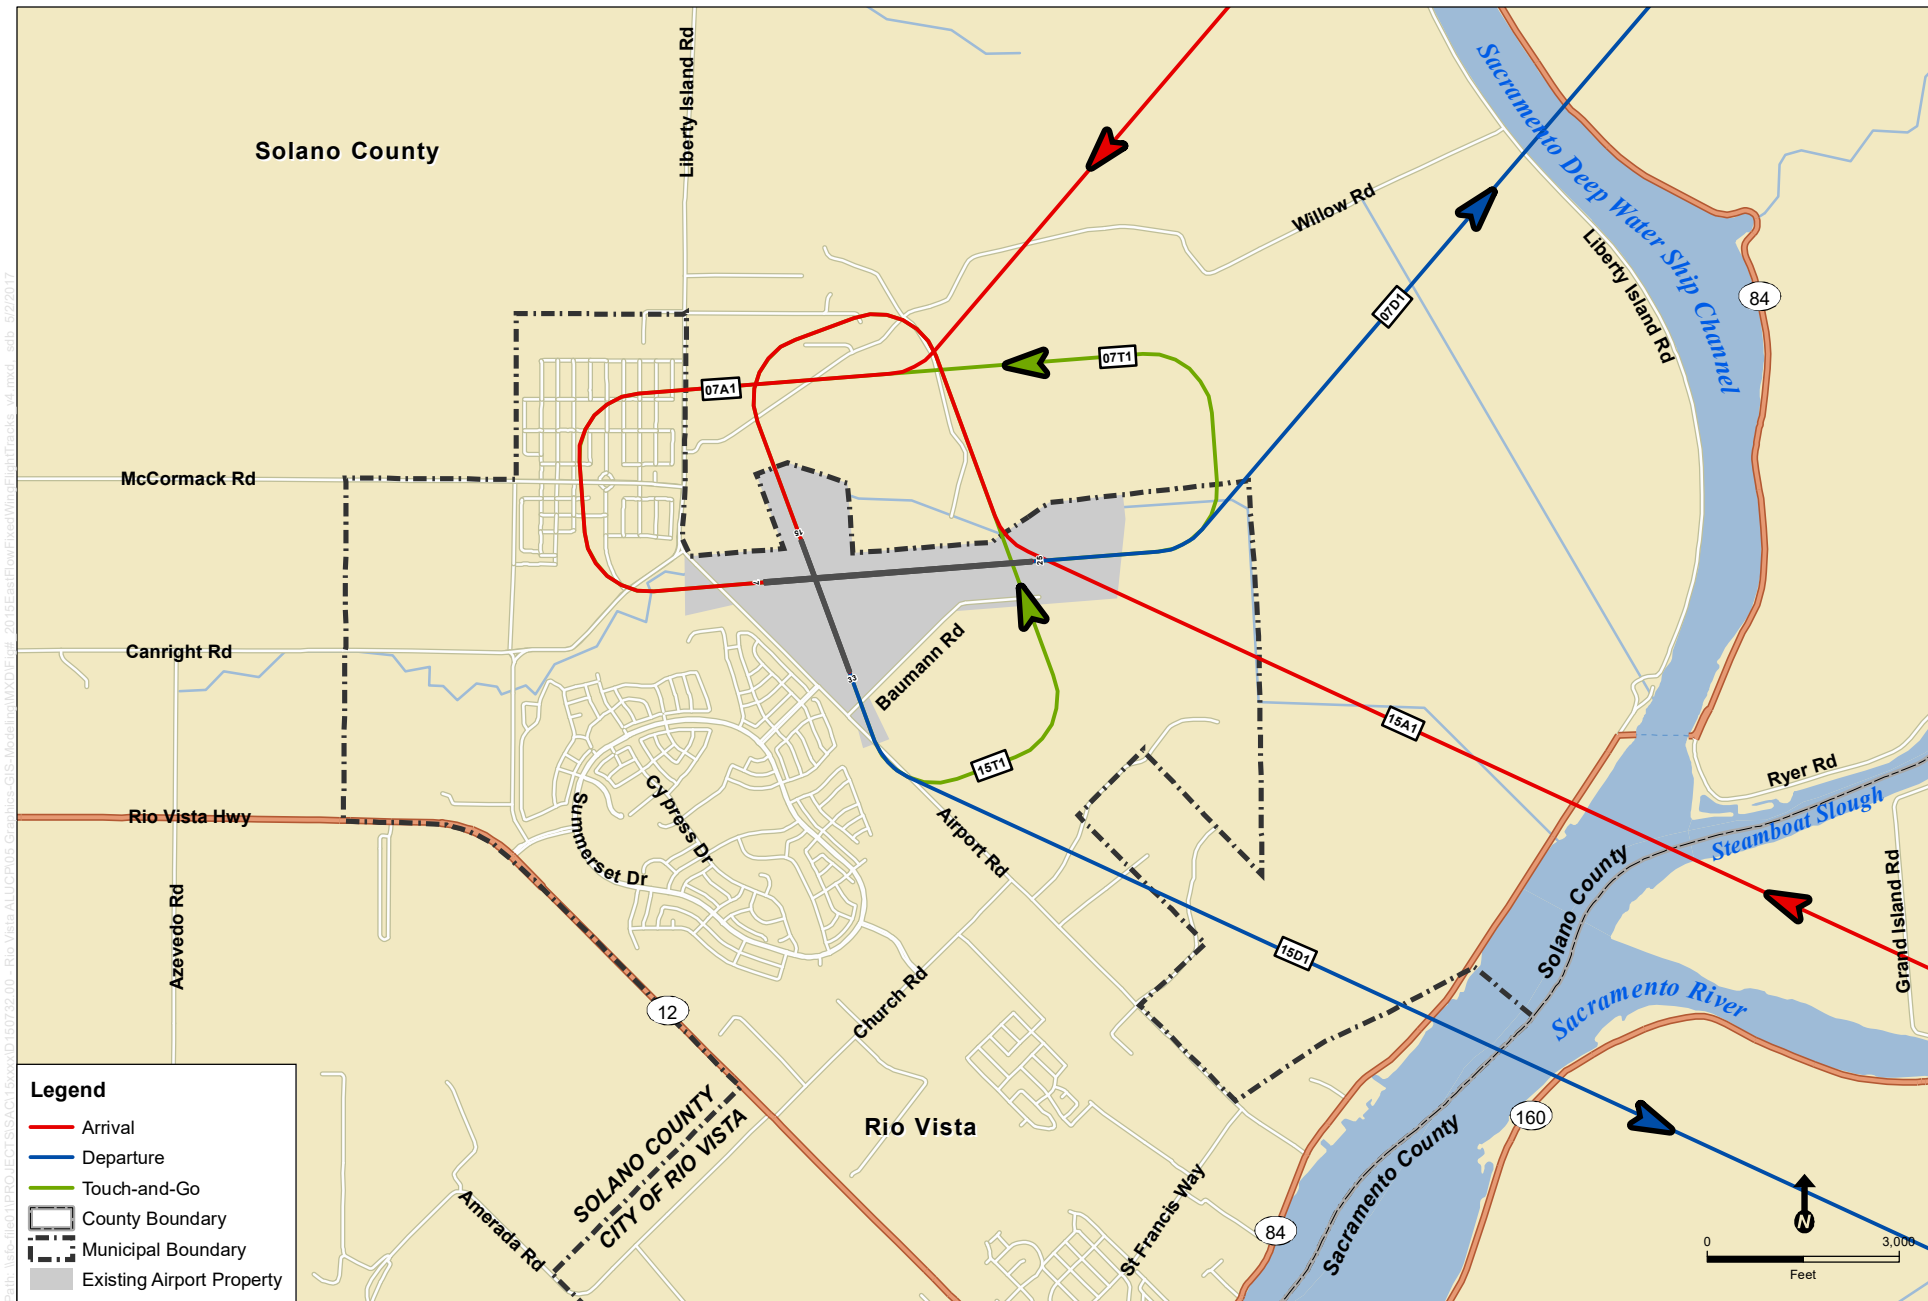 Solano County
Liberty Island Rd
Sacramento Deep Water Ship Channel
Willow Rd
Liberty Island Rd
84
07D1
07T1
07A1
McCormack Rd
15
7
25
33
Canright Rd
Baumann Rd
15A1
15T1
Ryer Rd
Steamboat Slough
Rio Vista Hwy
Cypress Dr
Summerset Dr
Airport Rd
Azevedo Rd
Solano County
Grand Island Rd
15D1
Sacramento River
12
Church Rd
Rio Vista
160
SOLANO COUNTY
CITY OF RIO VISTA
Sacramento County
St Francis Way
Amerada Rd
84
Legend
Arrival
Departure
Touch-and-Go
County Boundary
Municipal Boundary
Existing Airport Property
N
0 3,000
Feet